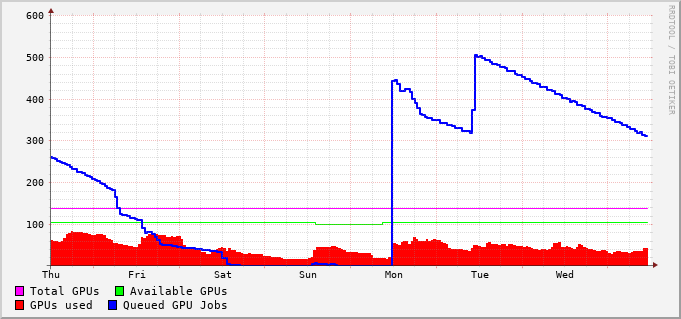 RRDTOOL / TOBI OETIKER
600
500
400
300
200
100
Thu Fri Sat Sun Mon Tue Wed
Total GPUs Available GPUs
GPUs used Queued GPU Jobs